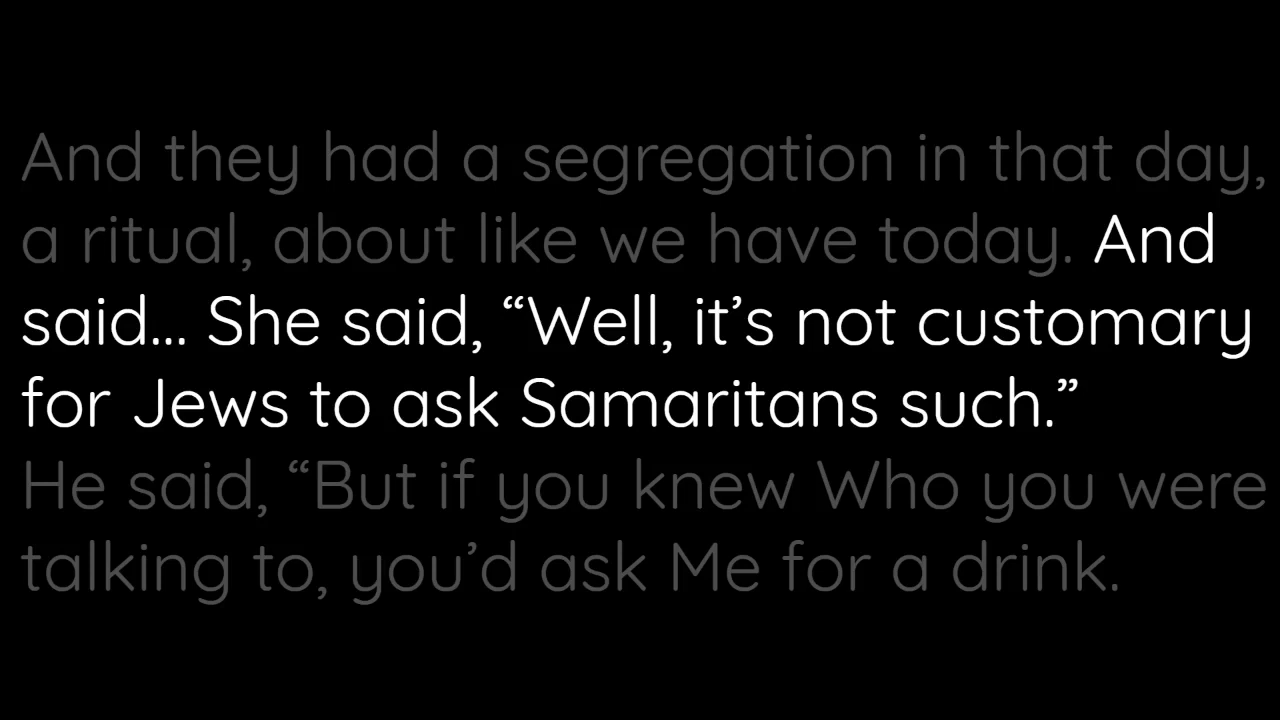 And they had a segregation in that day,
a ritual, about like we have today. And
said... She said, “Well, it’s not customary
for Jews to ask Samaritans such.”
He said, “But if you knew Who you were
talking to, you’d ask Me for a drink.